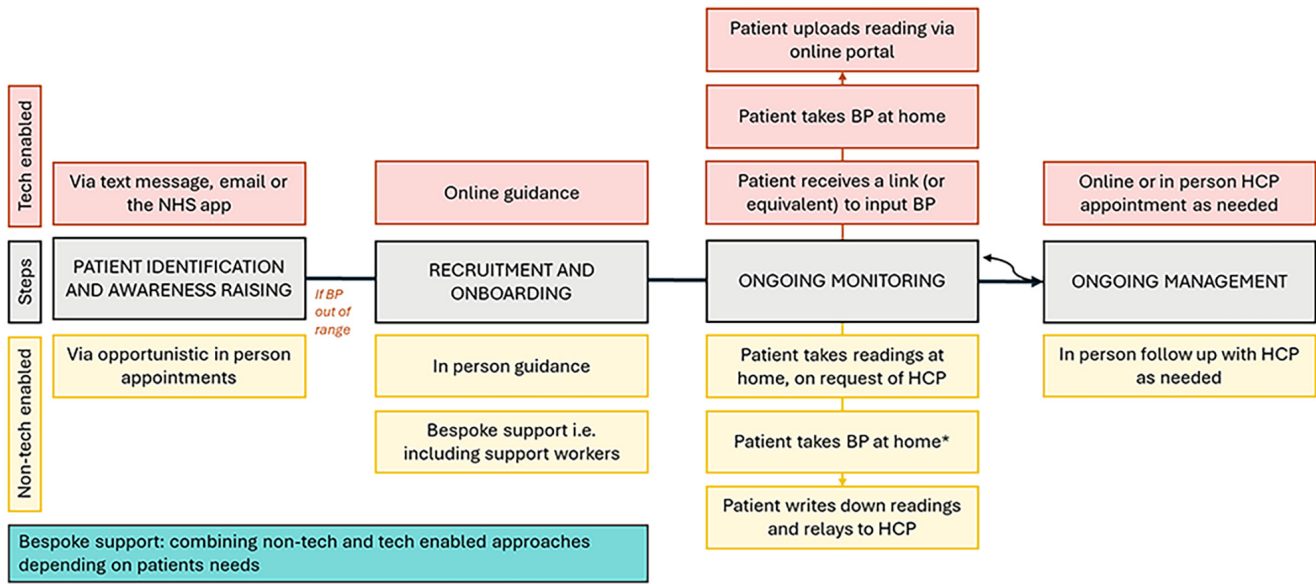 Patient uploads reading via
online portal
Tech enabled
Patient takes BP at home
Via text message, email or
the NHS app
Online guidance
Patient receives a link (or
equivalent) to input BP
Online or in person HCP
appointment as needed
Steps
PATIENT IDENTIFICATION
AND AWARENESS RAISING
If BP
out of
range
RECRUITMENT AND
ONBOARDING
ONGOING MONITORING
ONGOING MANAGEMENT
Non-tech enabled
Via opportunistic in person
appointments
In person guidance
Patient takes readings at
home, on request of HCP
In person follow up with HCP
as needed
Bespoke support i.e.
including support workers
Patient takes BP at home*
Patient writes down readings
and relays to HCP
Bespoke support: combining non-tech and tech enabled approaches
depending on patients needs